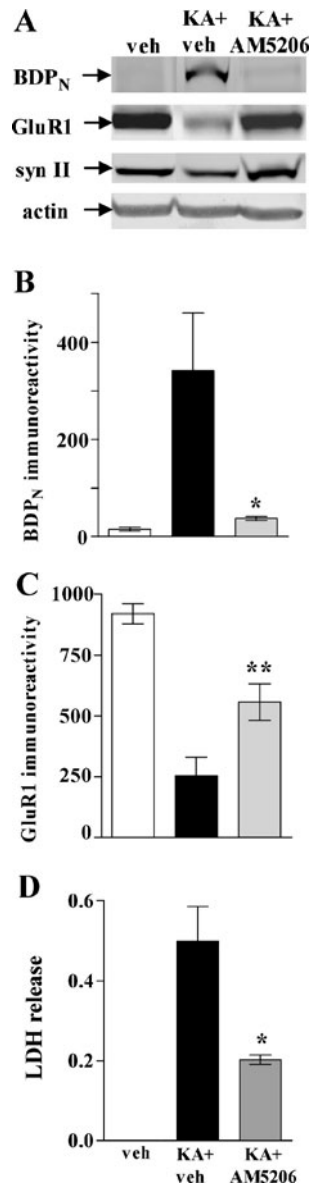 A
veh
KA+
veh
KA+
AM5206
BDPN
GluR1
syn II
actin
B
BDPN immunoreactivity
400
200
0
*
C
GluR1 immunoreactivity
1000
750
500
250
0
**
D
LDH release
0.6
0.4
0.2
0.0
*
veh
KA+
veh
KA+
AM5206